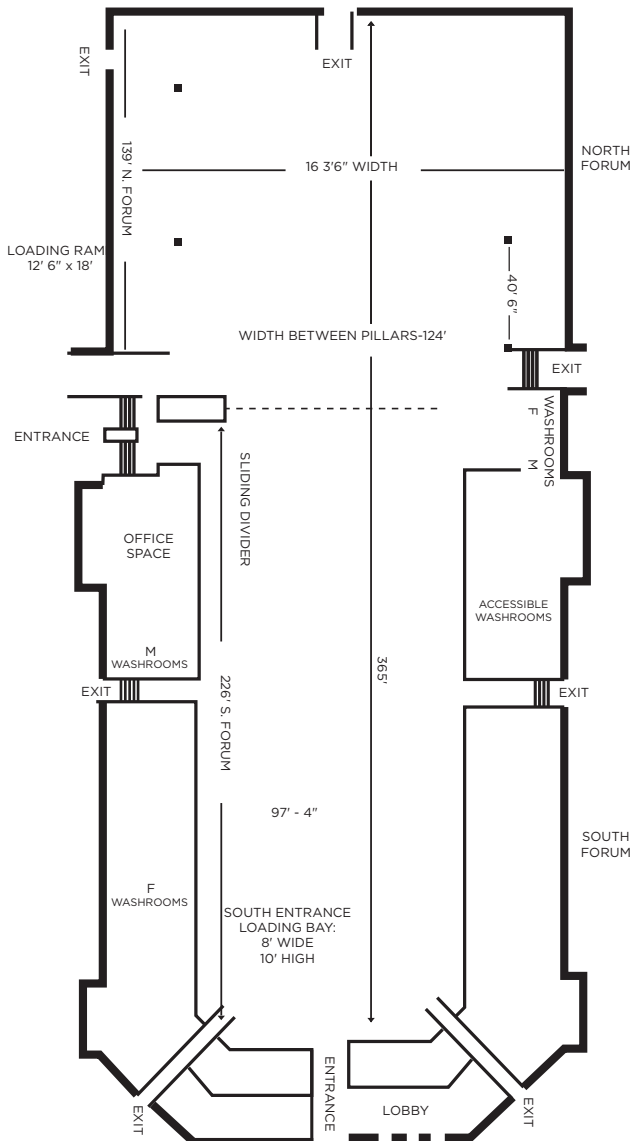 EXIT
EXIT
139' N. FORUM
16 3'6" WIDTH
NORTH
FORUM
LOADING RAM
12' 6" x 18'
40' 6"
WIDTH BETWEEN PILLARS-124'
EXIT
WASHROOMS
F M
ENTRANCE
SLIDING DIVIDER
OFFICE
SPACE
ACCESSIBLE
WASHROOMS
M
WASHROOMS
365'
EXIT
226' S. FORUM
EXIT
97' - 4"
SOUTH
FORUM
F
WASHROOMS
SOUTH ENTRANCE
LOADING BAY:
8' WIDE
10' HIGH
ENTRANCE
LOBBY
EXIT
EXIT